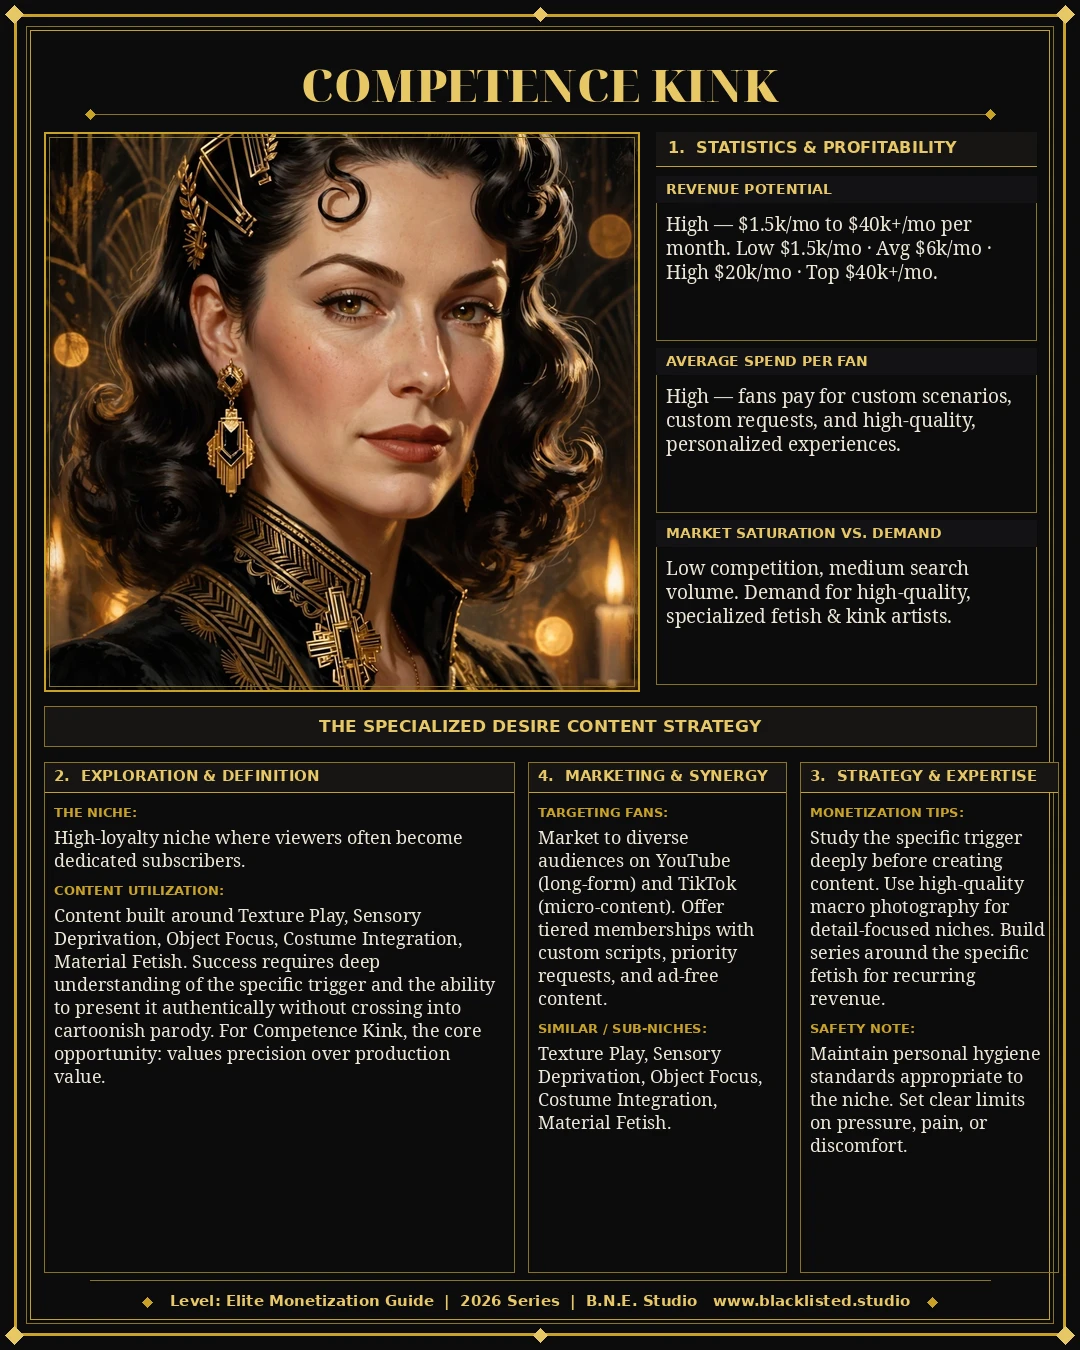 COMPETENCE KINK
1. STATISTICS & PROFITABILITY
REVENUE POTENTIAL
High — $1.5k/mo to $40k+/mo per
month. Low $1.5k/mo · Avg $6k/mo ·
High $20k/mo · Top $40k+/mo.
AVERAGE SPEND PER FAN
High — fans pay for custom scenarios,
custom requests, and high-quality,
personalized experiences.
MARKET SATURATION VS. DEMAND
Low competition, medium search
volume. Demand for high-quality,
specialized fetish & kink artists.
THE SPECIALIZED DESIRE CONTENT STRATEGY
2. EXPLORATION & DEFINITION
THE NICHE:
High-loyalty niche where viewers often become
dedicated subscribers.
CONTENT UTILIZATION:
Content built around Texture Play, Sensory
Deprivation, Object Focus, Costume Integration,
Material Fetish. Success requires deep
understanding of the specific trigger and the ability
to present it authentically without crossing into
cartoonish parody. For Competence Kink, the core
opportunity: values precision over production
value.
4. MARKETING & SYNERGY
TARGETING FANS:
Market to diverse
audiences on YouTube
(long-form) and TikTok
(micro-content). Offer
tiered memberships with
custom scripts, priority
requests, and ad-free
content.
SIMILAR / SUB-NICHES:
Texture Play, Sensory
Deprivation, Object Focus,
Costume Integration,
Material Fetish.
3. STRATEGY & EXPERTISE
MONETIZATION TIPS:
Study the specific trigger
deeply before creating
content. Use high-quality
macro photography for
detail-focused niches. Build
series around the specific
fetish for recurring
revenue.
SAFETY NOTE:
Maintain personal hygiene
standards appropriate to
the niche. Set clear limits
on pressure, pain, or
discomfort.
Level: Elite Monetization Guide | 2026 Series | B.N.E. Studio www.blacklisted.studio